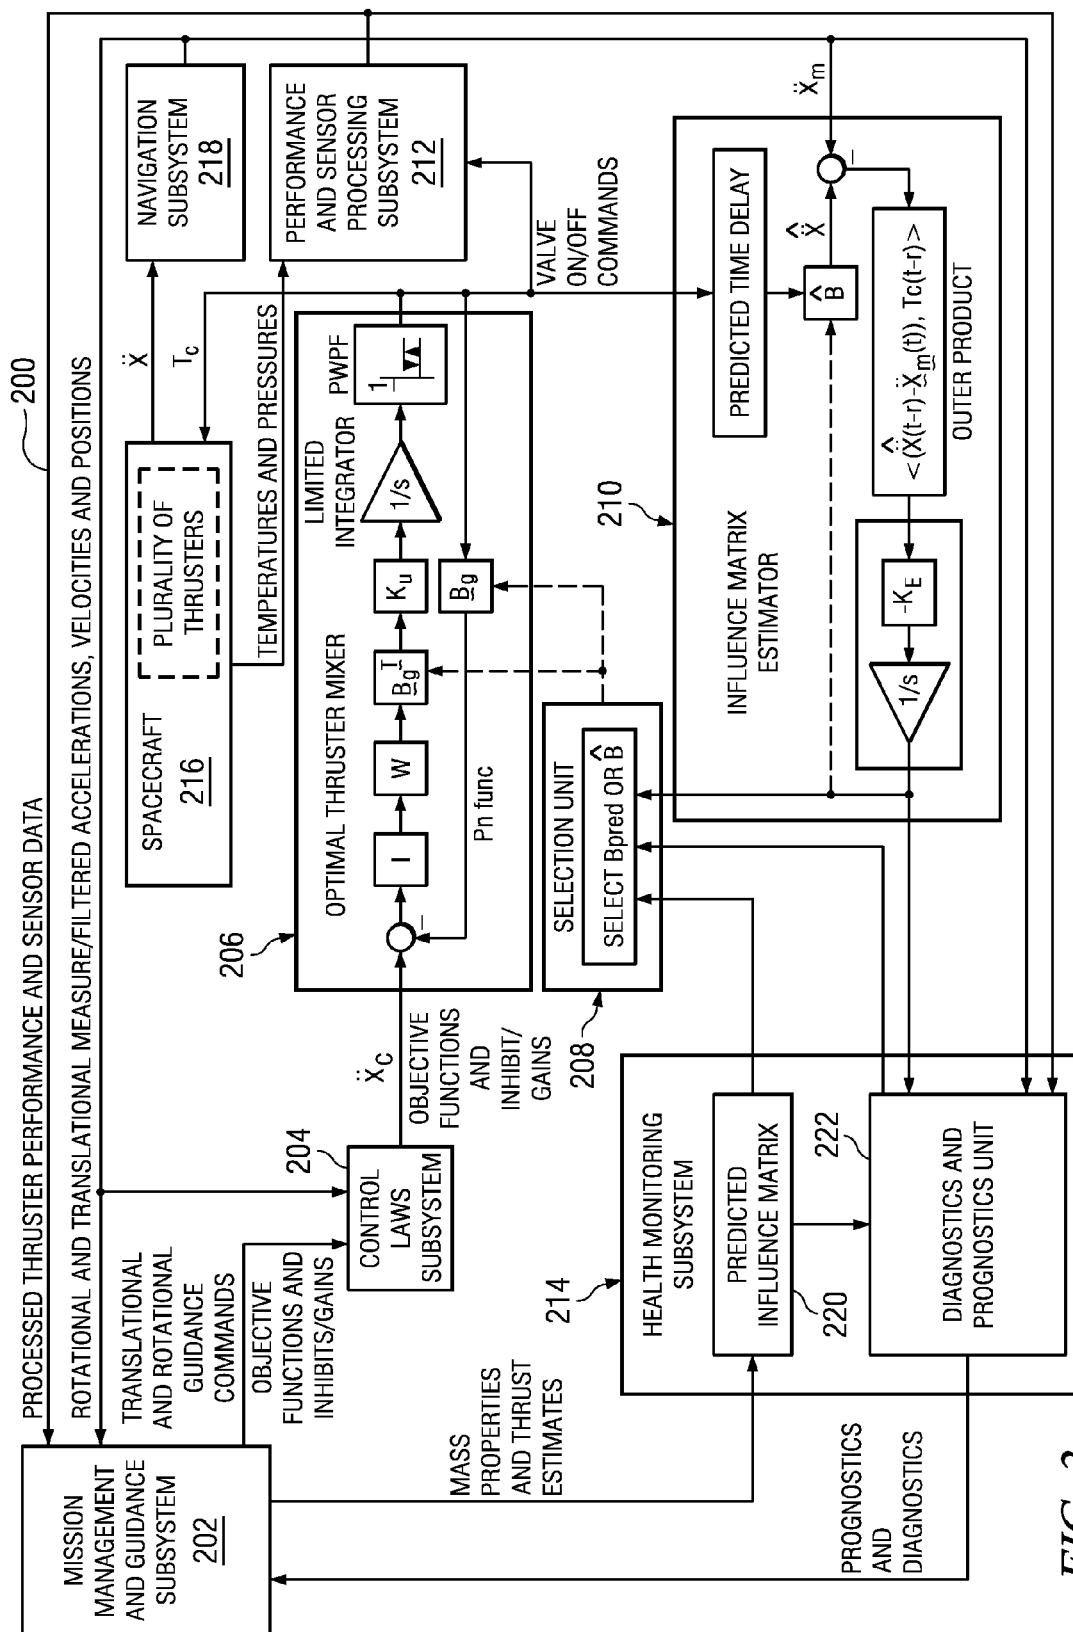 200
PROCESSED THRUSTER PERFORMANCE AND SENSOR DATA
ROTATIONAL AND TRANSLATIONAL MEASURE/FILTERED ACCELERATIONS, VELOCITIES AND POSITIONS
MISSION
MANAGEMENT
AND GUIDANCE
SUBSYSTEM
202
TRANSLATIONAL
AND ROTATIONAL
GUIDANCE
COMMANDS
OBJECTIVE
FUNCTIONS AND
INHIBITS/GAINS
204
CONTROL
LAWS
SUBSYSTEM
Ẍc
OBJECTIVE
FUNCTIONS
AND
INHIBIT/
GAINS
SPACECRAFT
216
PLURALITY OF
THRUSTERS
Ẍ
Tc
TEMPERATURES AND PRESSURES
NAVIGATION
SUBSYSTEM
218
PERFORMANCE
AND SENSOR
PROCESSING
SUBSYSTEM
212
206
OPTIMAL THRUSTER MIXER
I
W
Bg^T
Ku
LIMITED
INTEGRATOR
1/s
PWPF
1
Bg
Pn func
–
VALVE
ON/OFF
COMMANDS
SELECTION UNIT
SELECT Bpred OR B̂
208
MASS
PROPERTIES
AND THRUST
ESTIMATES
214
HEALTH MONITORING
SUBSYSTEM
PREDICTED
INFLUENCE MATRIX
220
222
DIAGNOSTICS AND
PROGNOSTICS UNIT
PROGNOSTICS
AND
DIAGNOSTICS
210
INFLUENCE MATRIX
ESTIMATOR
PREDICTED TIME DELAY
B̂
Ẍ̂
Ẍm
–
<(Ẍ̂(t-r)-Ẍm(t)), Tc(t-r)>
OUTER PRODUCT
-KE
1/s
FIG. 2